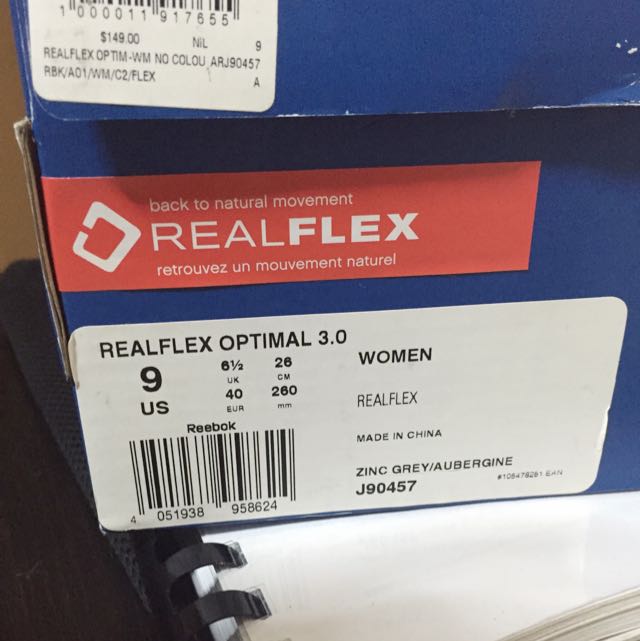 1000011917655
$149.00 NIL 9
REALFLEX OPTIM-WM NO COLOU ARJ90457
RBK/A01/WM/C2/FLEX A
back to natural movement
REALFLEX
retrouvez un mouvement naturel
REALFLEX OPTIMAL 3.0
9 US
6½ UK
26 CM
40 EUR
260 mm
Reebok
4 051938 958624
WOMEN
REALFLEX
MADE IN CHINA
ZINC GREY/AUBERGINE
J90457